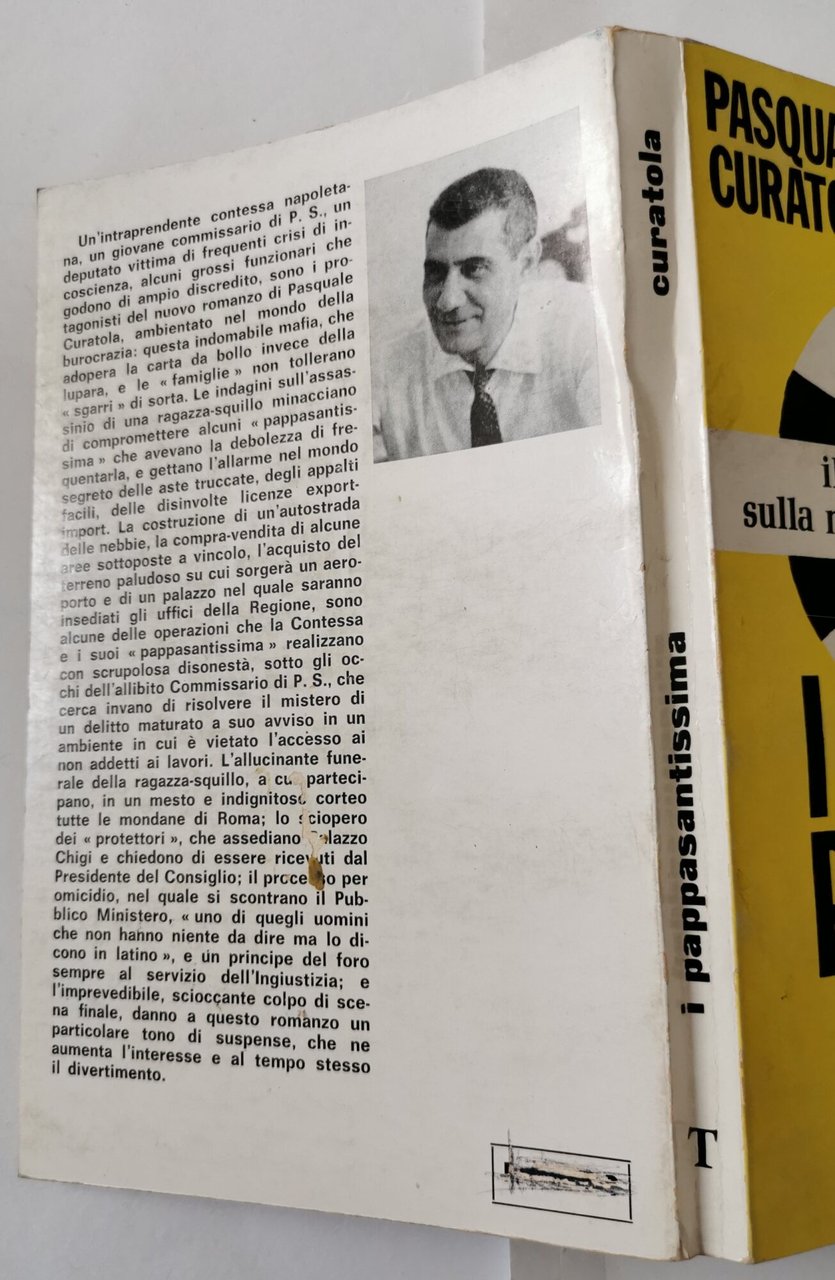 Un'intraprendente contessa napoleta-
na, un giovane commissario di P. S., un
deputato vittima di frequenti crisi di in-
coscienza, alcuni grossi funzionari che
godono di ampio discredito, sono i pro-
tagonisti del nuovo romanzo di Pasquale
Curatola, ambientato nel mondo della
burocrazia: questa indomabile mafia, che
adopera la carta da bollo invece della
lupara, e le « famiglie » non tollerano
« sgarri » di sorta. Le indagini sull'assas-
sinio di una ragazza-squillo minacciano
di compromettere alcuni « pappasantis-
sima » che avevano la debolezza di fre-
quentarla, e gettano l'allarme nel mondo
segreto delle aste truccate, degli appalti
facili, delle disinvolte licenze export-
import. La costruzione di un'autostrada
delle nebbie, la compra-vendita di alcune
aree sottoposte a vincolo, l'acquisto del
terreno paludoso su cui sorgerà un aero-
porto e di un palazzo nel quale saranno
insediati gli uffici della Regione, sono
alcune delle operazioni che la Contessa
e i suoi « pappasantissima » realizzano
con scrupolosa disonestà, sotto gli oc-
chi dell'allibito Commissario di P. S., che
cerca invano di risolvere il mistero di
un delitto maturato a suo avviso in un
ambiente in cui è vietato l'accesso ai
non addetti ai lavori. L'allucinante fune-
rale della ragazza-squillo, a cui parteci-
pano, in un mesto e indignitoso corteo
tutte le mondane di Roma; lo sciopero
dei « protettori », che assediano Palazzo
Chigi e chiedono di essere ricevuti dal
Presidente del Consiglio; il processo per
omicidio, nel quale si scontrano il Pub-
blico Ministero, « uno di quegli uomini
che non hanno niente da dire ma lo di-
cono in latino », e un principe del foro
sempre al servizio dell'Ingiustizia; e
l'imprevedibile, scioccante colpo di sce-
na finale, danno a questo romanzo un
particolare tono di suspense, che ne
aumenta l'interesse e al tempo stesso
il divertimento.
curatola
i pappasantissima
T
PASQUA
CURATO
il
sulla